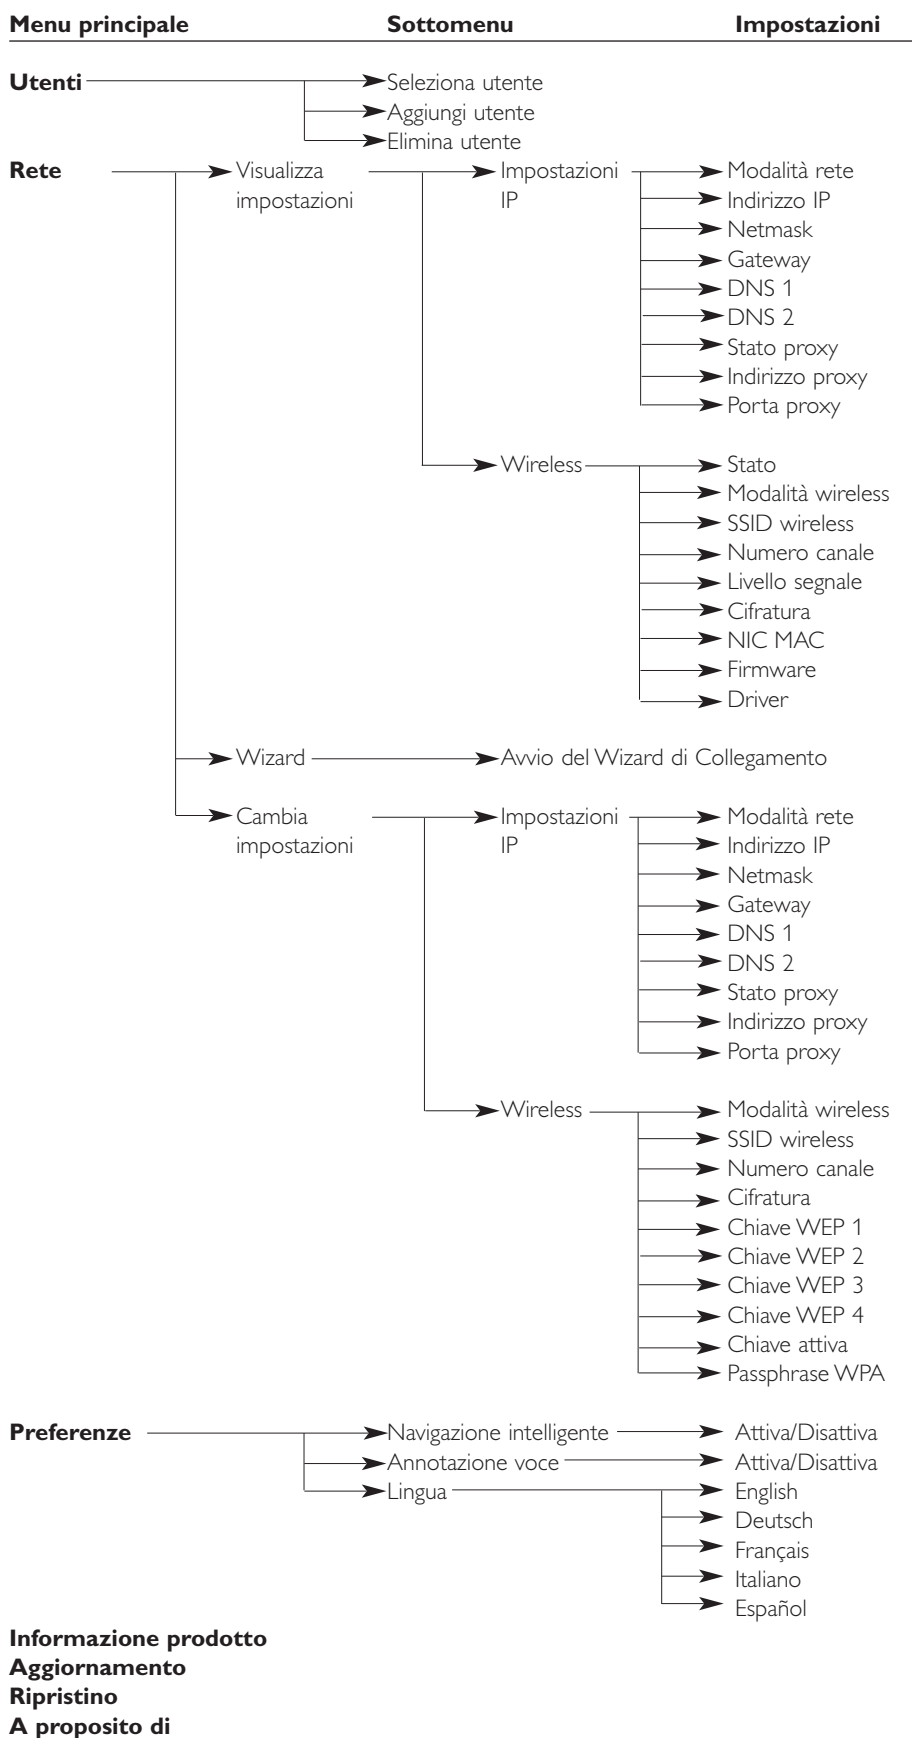 Menu principale Sottomenu Impostazioni
Utenti Seleziona utente
Aggiungi utente
Elimina utente
Rete Visualizza Impostazioni Modalità rete
impostazioni IP Indirizzo IP
Netmask
Gateway
DNS 1
DNS 2
Stato proxy
Indirizzo proxy
Porta proxy
Wireless Stato
Modalità wireless
SSID wireless
Numero canale
Livello segnale
Cifratura
NIC MAC
Firmware
Driver
Wizard Avvio del Wizard di Collegamento
Cambia Impostazioni Modalità rete
impostazioni IP Indirizzo IP
Netmask
Gateway
DNS 1
DNS 2
Stato proxy
Indirizzo proxy
Porta proxy
Wireless Modalità wireless
SSID wireless
Numero canale
Cifratura
Chiave WEP 1
Chiave WEP 2
Chiave WEP 3
Chiave WEP 4
Chiave attiva
Passphrase WPA
Preferenze Navigazione intelligente Attiva/Disattiva
Annotazione voce Attiva/Disattiva
Lingua English
Deutsch
Français
Italiano
Español
Informazione prodotto
Aggiornamento
Ripristino
A proposito di